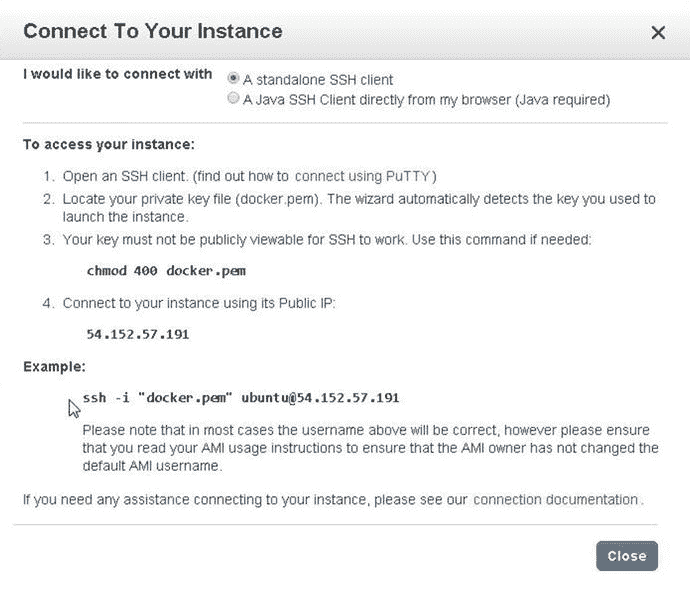 Connect To Your Instance
I would like to connect with
A standalone SSH client
A Java SSH Client directly from my browser (Java required)
To access your instance:
1. Open an SSH client. (find out how to connect using PuTTY)
2. Locate your private key file (docker.pem). The wizard automatically detects the key you used to
launch the instance.
3. Your key must not be publicly viewable for SSH to work. Use this command if needed:
chmod 400 docker.pem
4. Connect to your instance using its Public IP:
54.152.57.191
Example:
ssh -i "docker.pem" ubuntu@54.152.57.191
Please note that in most cases the username above will be correct, however please ensure
that you read your AMI usage instructions to ensure that the AMI owner has not changed the
default AMI username.
If you need any assistance connecting to your instance, please see our connection documentation.
Close